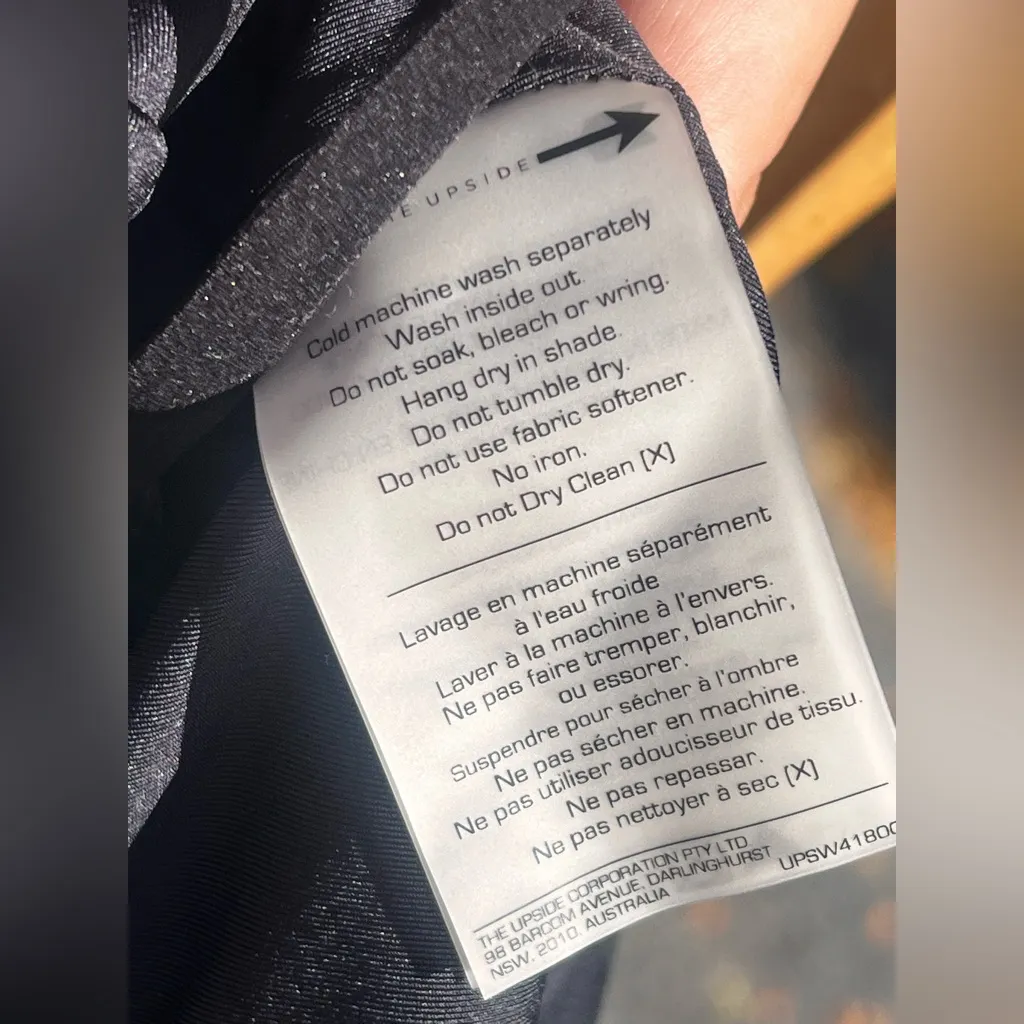 UPSIDE
Cold machine wash separately
Wash inside out.
Do not soak, bleach or wring.
Hang dry in shade.
Do not tumble dry.
Do not use fabric softener.
No iron.
Do not Dry Clean [X]
Lavage en machine séparément
à l'eau froide
Laver à la machine à l'envers.
Ne pas faire tremper, blanchir,
ou essorer.
Suspendre pour sécher à l'ombre
Ne pas sécher en machine.
Ne pas utiliser adoucisseur de tissu.
Ne pas repassar.
Ne pas nettoyer à sec [X]
THE UPSIDE CORPORATION PTY LTD
98 BARCOM AVENUE, DARLINGHURST
NSW, 2010, AUSTRALIA